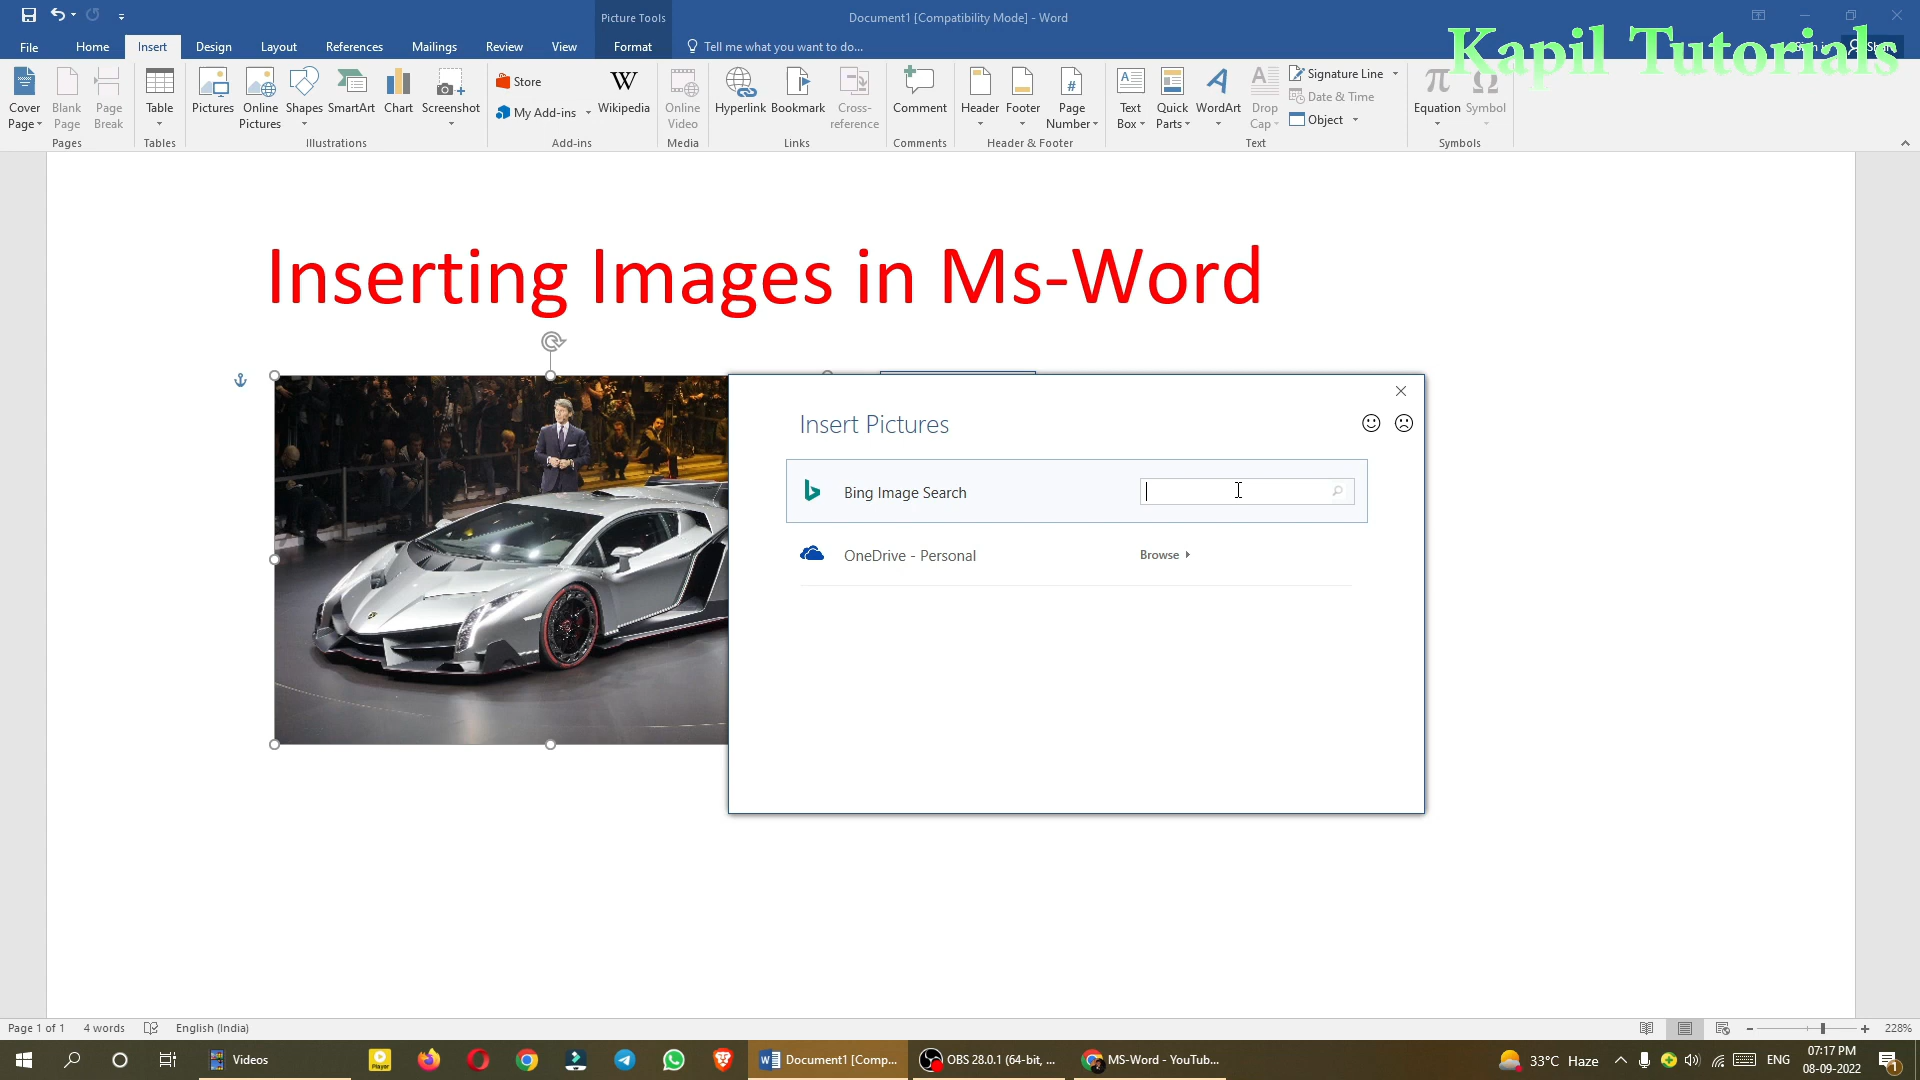 Picture Tools
Document1 [Compatibility Mode] - Word
File Home Insert Design Layout References Mailings Review View Format Tell me what you want to do...
Kapil Tutorials
Cover Page
Blank Page
Page Break
Pages
Table
Tables
Pictures
Online Pictures
Shapes
SmartArt
Chart
Screenshot
Illustrations
Store
My Add-ins
Wikipedia
Add-ins
Online Video
Media
Hyperlink
Bookmark
Cross-reference
Links
Comment
Comments
Header
Footer
Page Number
Header & Footer
Text Box
Quick Parts
WordArt
Drop Cap
Signature Line
Date & Time
Object
Text
Equation
Symbol
Symbols
Inserting Images in Ms-Word
Insert Pictures
Bing Image Search
OneDrive - Personal Browse
Page 1 of 1 4 words English (India) 228%
Videos
Player
Document1 [Comp...
OBS 28.0.1 (64-bit, ...
MS-Word - YouTub...
33°C Haze
ENG
07:17 PM
08-09-2022
1